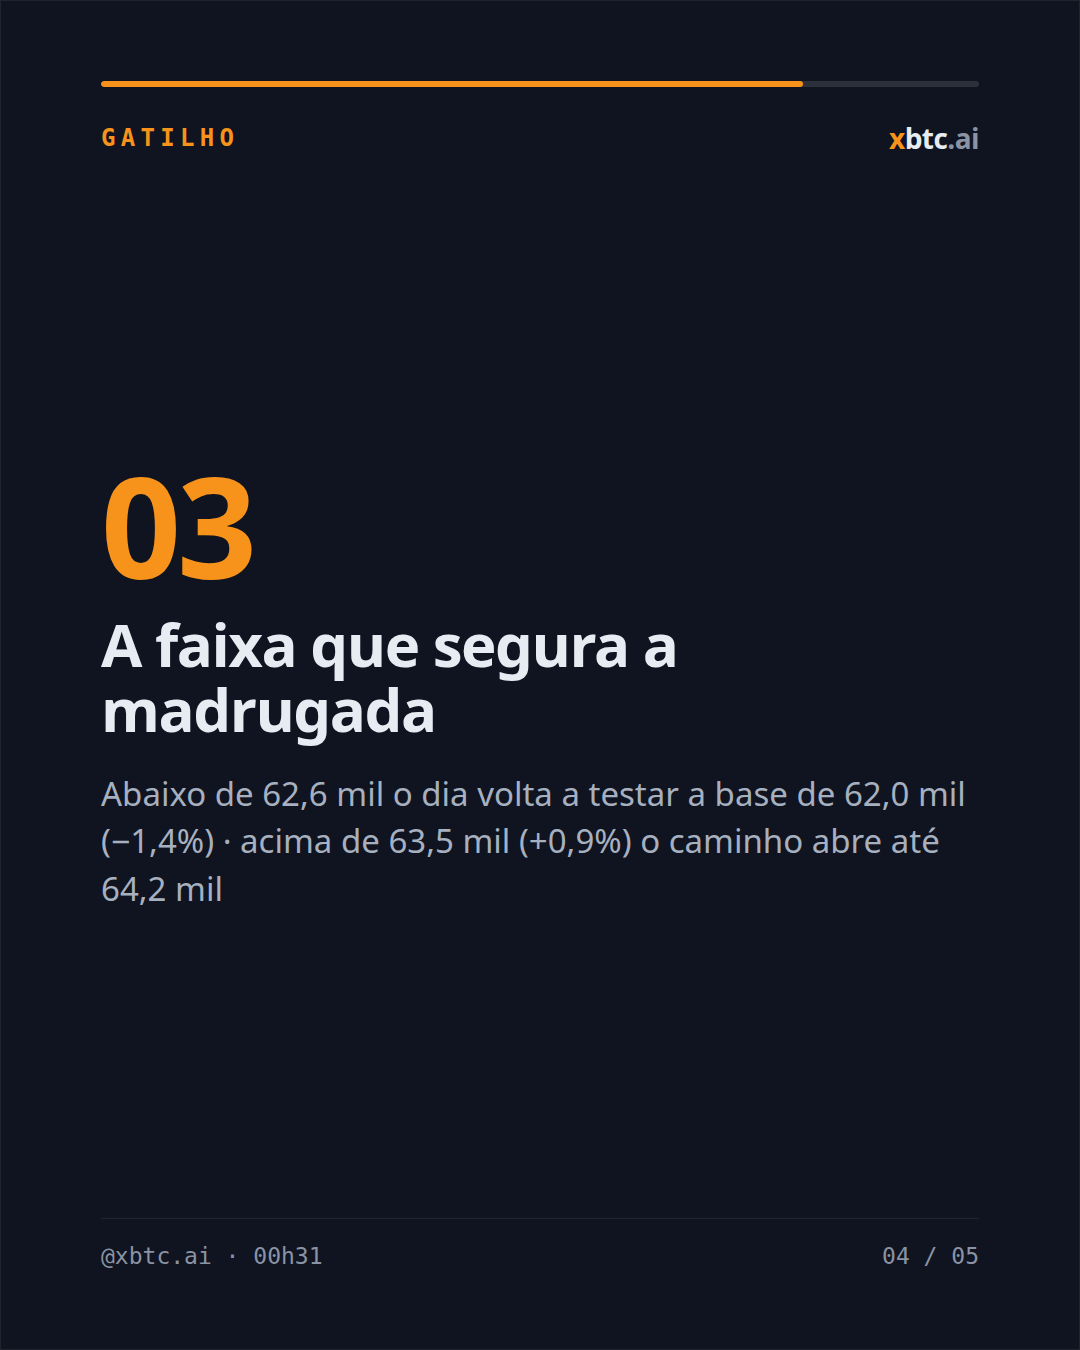 GATILHO
xbtc.ai
03
A faixa que segura a
madrugada
Abaixo de 62,6 mil o dia volta a testar a base de 62,0 mil
(−1,4%) · acima de 63,5 mil (+0,9%) o caminho abre até
64,2 mil
@xbtc.ai · 00h31
04 / 05